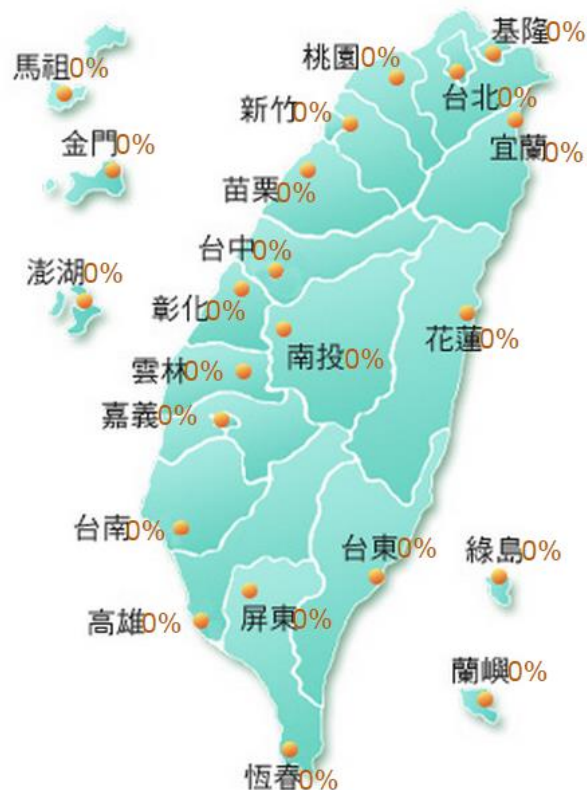 基隆0%
桃園0%
馬祖0%
台北0%
新竹0%
金門0%
宜蘭0%
苗栗0%
台中0%
澎湖0%
彰化0%
花蓮0%
南投0%
雲林0%
嘉義0%
台南0%
台東0%
綠島0%
屏東0%
高雄0%
蘭嶼0%
恆春0%